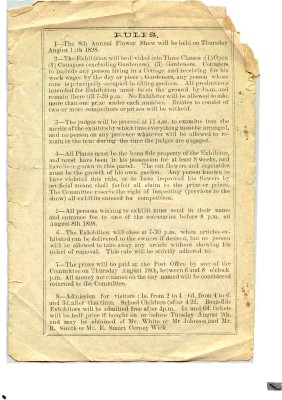 RULES.
1—The 8th Annual Flower Show will be held on Thursday
August 11th 1898.
2—The Exhibition will be divided into Three Classes (1) Open
(2) Cottagers (excluding Gardeners). (3) Gardeners. Cottagers
to include any person living in a Cottage and receiving for his
work wages by the day or piece; Gardeners, any person whose
time is principally occupied in tilling gardens. All productions
intended for Exhibition must be on the ground by 10a.m. and
remain there till 7-30 p.m. No Exhibitor will be allowed to take
more than one prize under each number. Entries to consist of
two or more competitors or prizes will be withheld.
3—The judges will be proceed at 11 a.m. to examine into the
merits of the exhibits by which time everything must be arranged,
and no person on any pretence whatever will be allowed to re-
main in the tent during the time the judges are engaged.
4—All Plants must be the bona fide property of the Exhibitor,
and must have been in his possession for at least 8 weeks, and
have been grown in this parish. The cut flowers and vegetables
must be the growth of his own garden. Any person known to
have violated this rule, or to have improved his flowers by
artificial means shall forfeit all claim to the prize or prizes.
The Committee reserve the right of inspecting (previous to the
show) all exhibits entered for competition.
5—All persons wishing to exhibit must send in their name
and entrance fee to one of the secretaries before 8 p.m. on
August 8th 1898.
6—The Exhibition will close at 7-30 p.m. when articles ex-
hibited can be delivered to the owners if desired, but no person
will be allowed to take away any article without showing his
ticket of removal. This rule will be strictly adhered to.
7—The prizes will be paid at the Post Office by one of the
Committee on Thursday August 18th, between 6 and 8 o'clock
p.m. All money not claimed on the day named will be considered
returned to the Committee.
8—Admission for visitors: 1s. from 2 to 4, 6d. from 4 to 6,
and 3d after that time. School Children (after 4 2d. Bona-fide
Exhibitors will be admitted free after 4p.m. 1s and 6d. tickets
will be half price if bought on or before Tuesday August 9th,
and may be obtained of Mr. White or Mr Johnson and Mr.
R. Smith or Mr. E. Smart Corney Wick